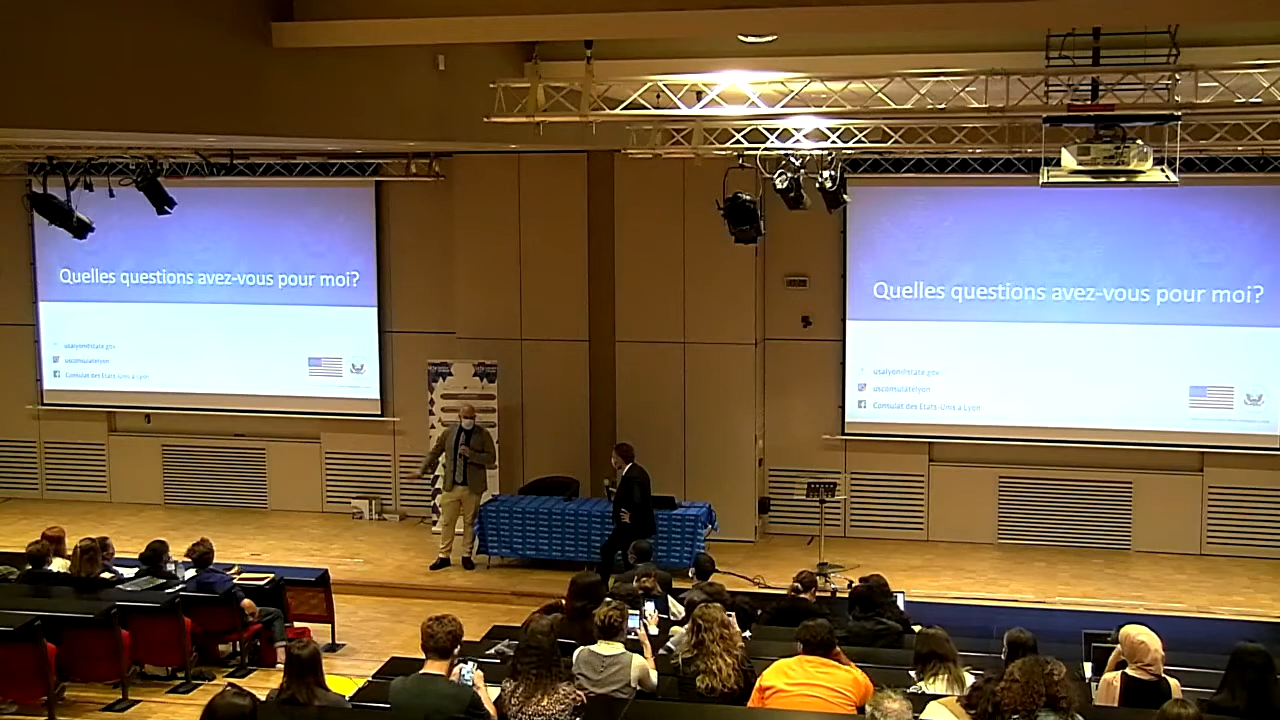 Quelles questions avez-vous pour moi?
usalyon@state.gov
usconsulatelyon
Consulat des Etats-Unis à Lyon
Quelles questions avez-vous pour moi?
usalyon@state.gov
usconsulatelyon
Consulat des Etats-Unis à Lyon